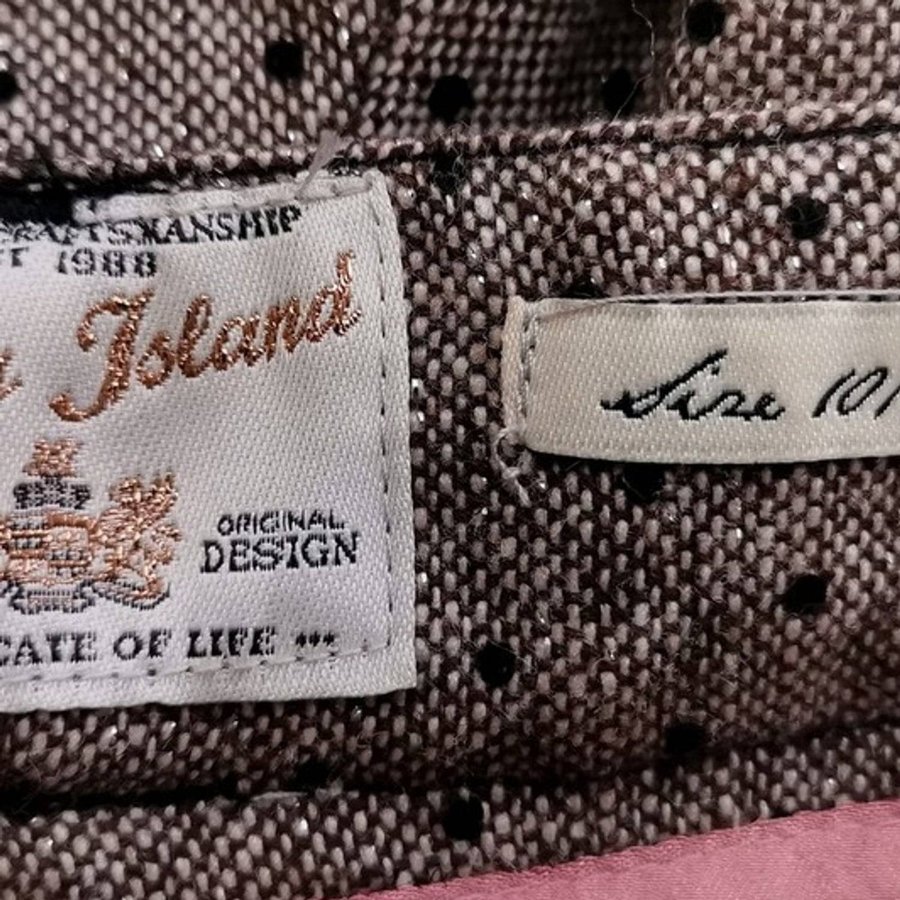 CRAFTSMANSHIP
1988
Island
Size 10/
ORIGINAL
DESIGN
CATE OF LIFE ***